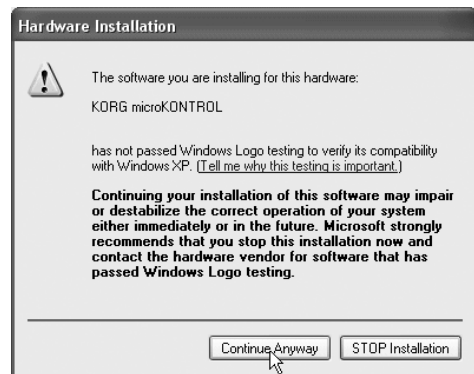 Hardware Installation
The software you are installing for this hardware:
KORG microKONTROL
has not passed Windows Logo testing to verify its compatibility
with Windows XP. (Tell me why this testing is important.)
Continuing your installation of this software may impair
or destabilize the correct operation of your system
either immediately or in the future. Microsoft strongly
recommends that you stop this installation now and
contact the hardware vendor for software that has
passed Windows Logo testing.
Continue Anyway
STOP Installation